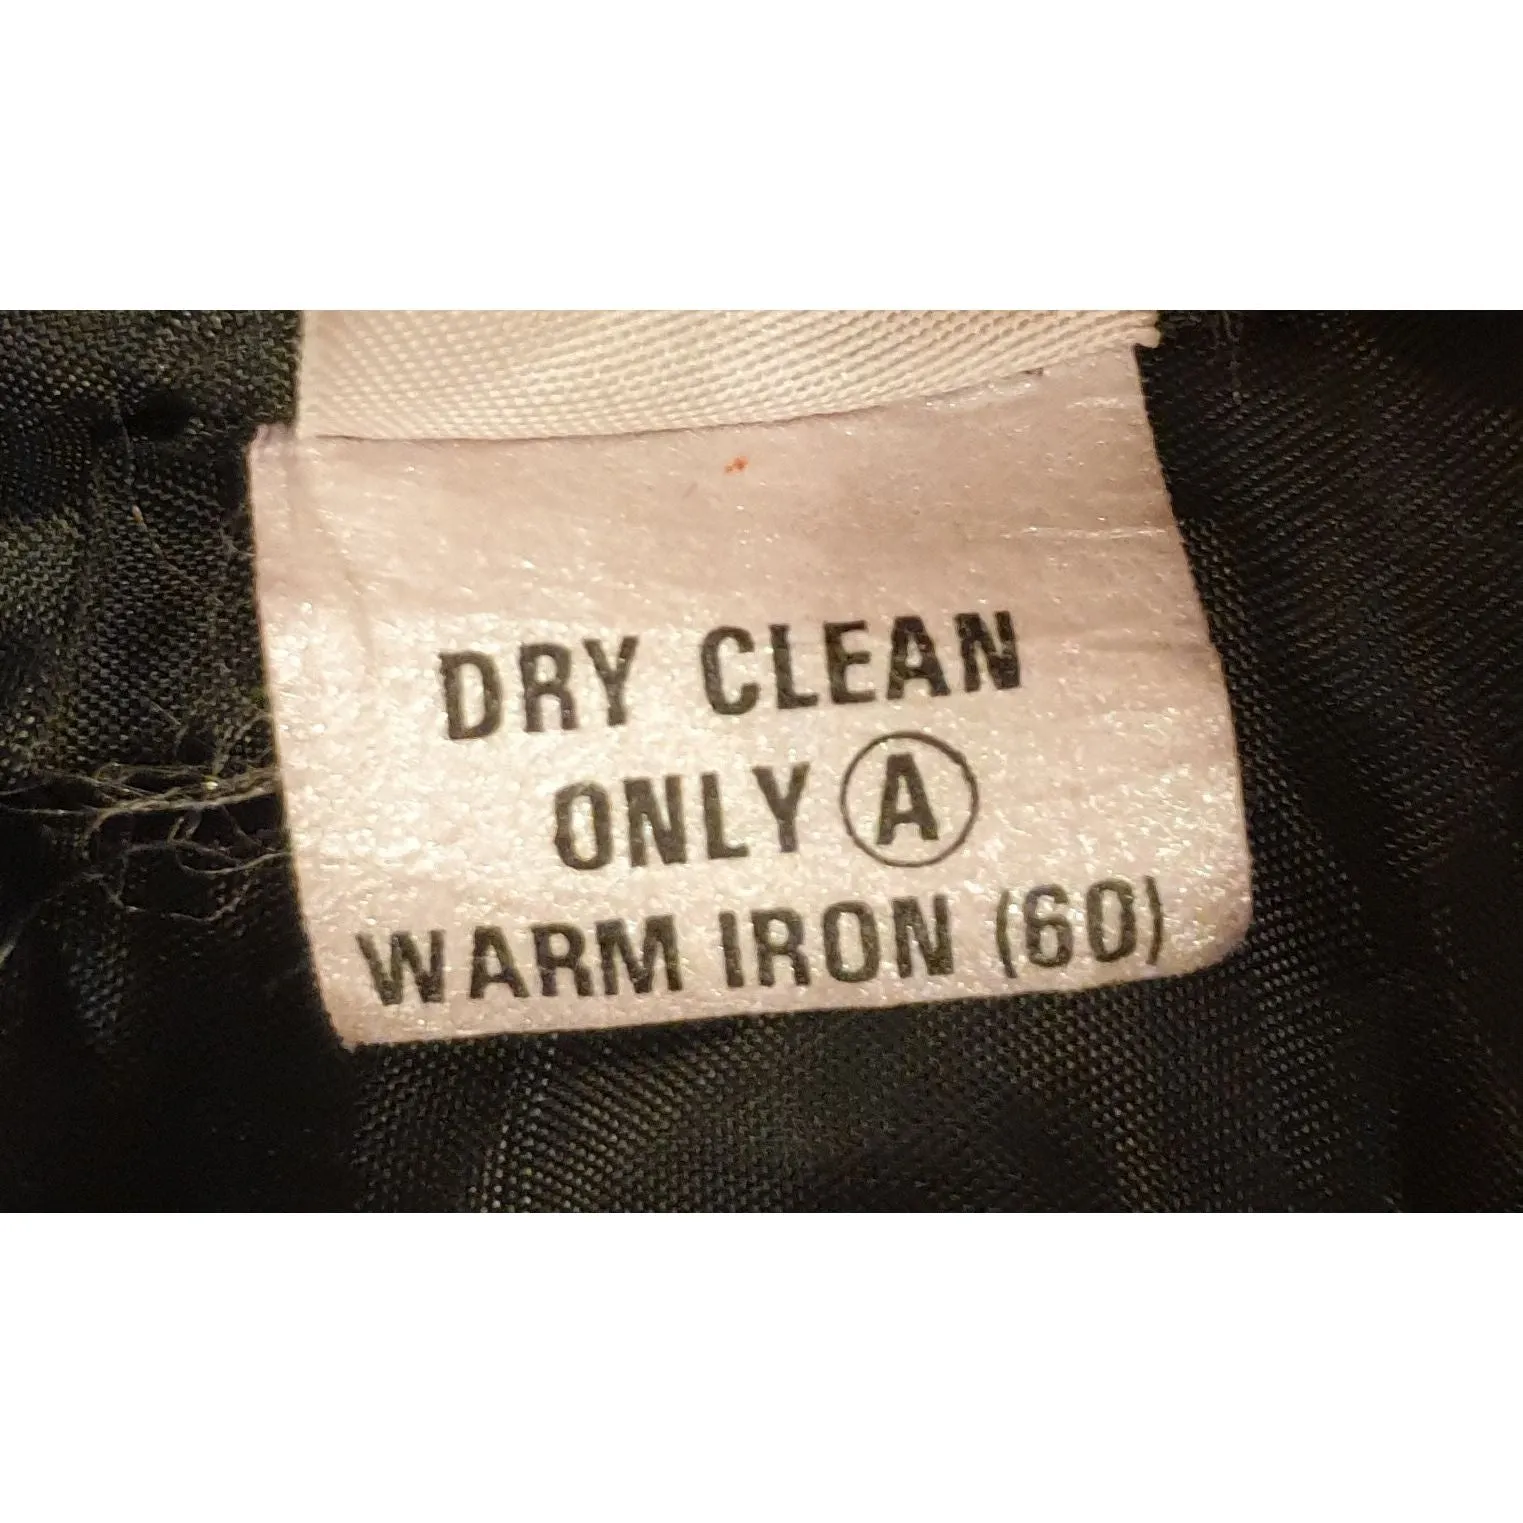 DRY CLEAN
ONLY Ⓐ
WARM IRON (60)